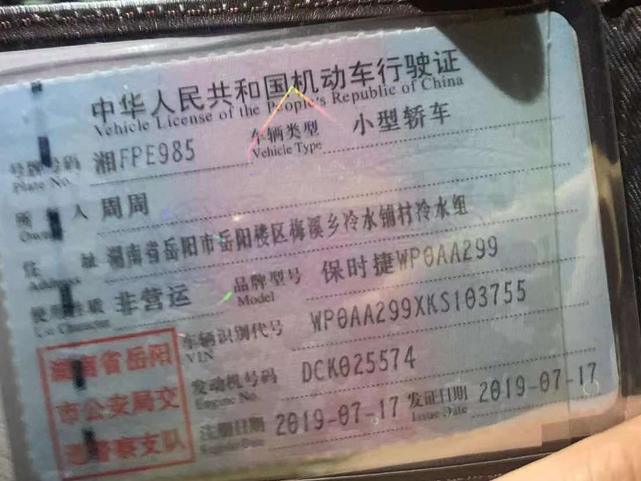 中华人民共和国机动车行驶证
Vehicle License of the People's Republic of China
号牌号码 湘FPE985 车辆类型 小型轿车
Plate No. Vehicle Type
所有人 周周
Owner
住址 湖南省岳阳市岳阳楼区梅溪乡冷水铺村冷水组
Address
使用性质 非营运 品牌型号 保时捷WP0AA299
Use Character Model
车辆识别代号 WP0AA299XKS103755
VIN
发动机号码 DCK025574
Engine No.
注册日期 2019-07-17 发证日期 2019-07-17
Register Date Issue Date
湖南省岳阳
市公安局交
通警察支队